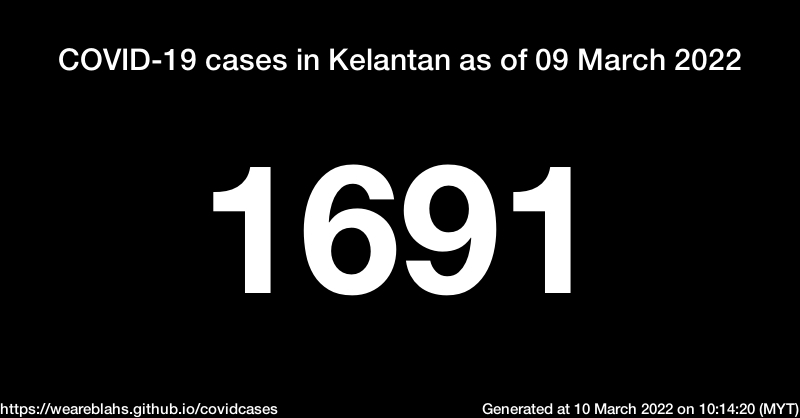 COVID-19 cases in Kelantan as of 09 March 2022
1691
https://weareblahs.github.io/covidcases
Generated at 10 March 2022 on 10:14:20 (MYT)